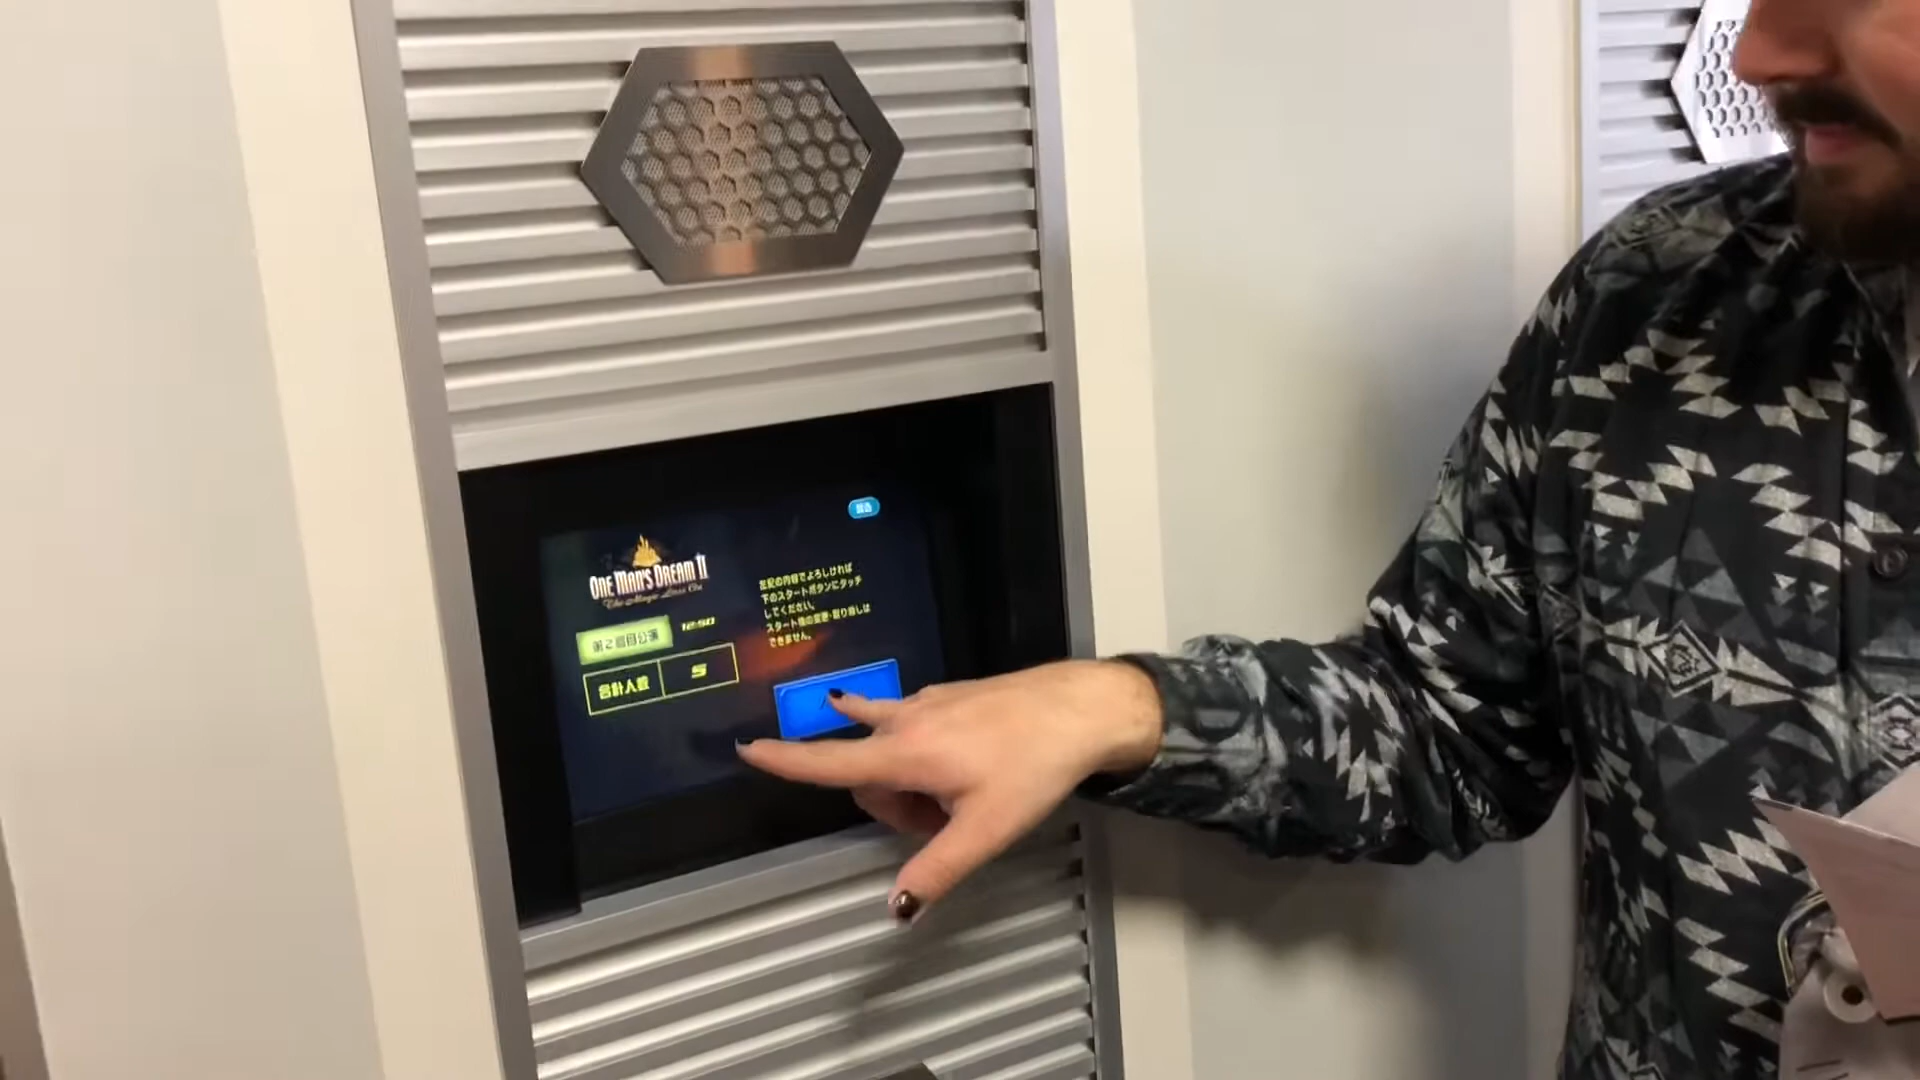 ONE MAN'S DREAM II
The Magic Lives On
第2回目公演 12:50
合計人数 5
左記の内容でよろしければ
下のスタートボタンにタッチ
してください。
スタート後の変更・取り消しは
できません。